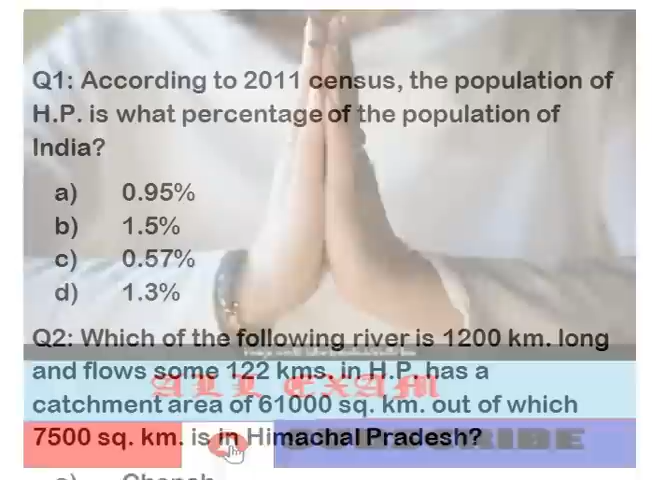 Q1: According to 2011 census, the population of
H.P. is what percentage of the population of
India?
a) 0.95%
b) 1.5%
c) 0.57%
d) 1.3%
Q2: Which of the following river is 1200 km. long
and flows some 122 kms. in H.P. has a
ALL EXAM
catchment area of 61000 sq. km. out of which
7500 sq. km. is in Himachal Pradesh?
SUBSCRIBE